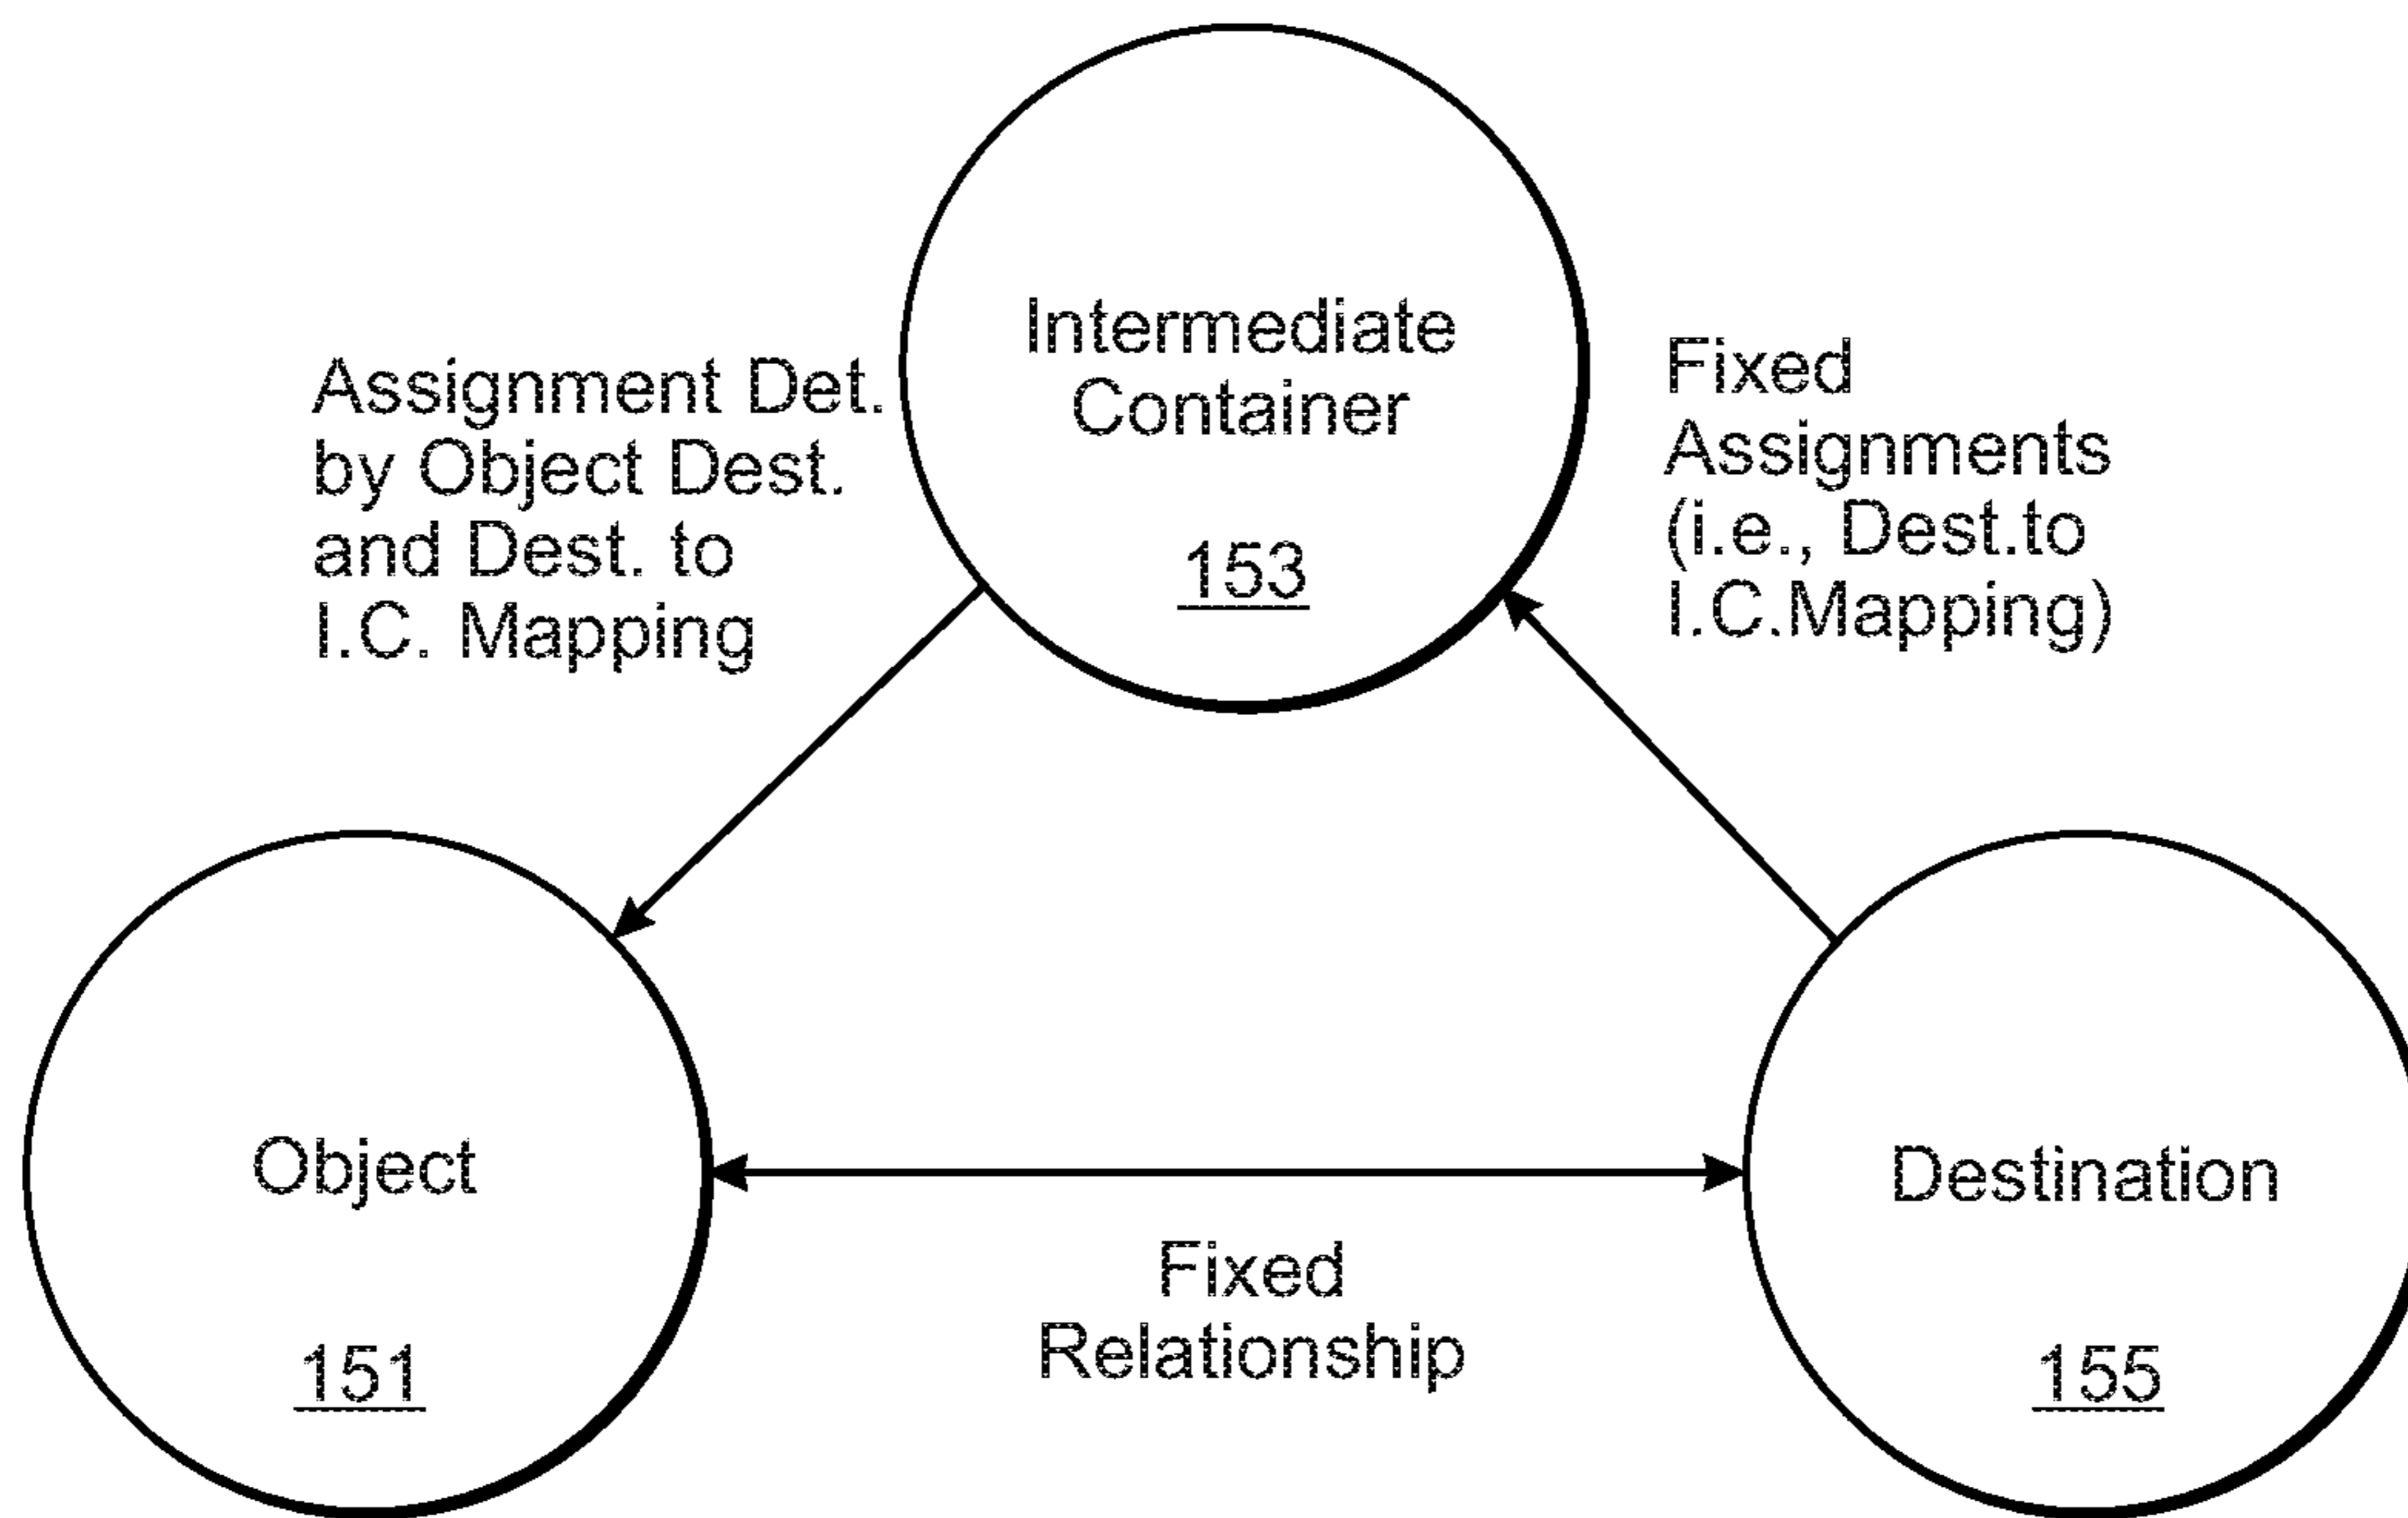 Intermediate
Container
153
Assignment Det.
by Object Dest.
and Dest. to
I.C. Mapping
Fixed
Assignments
(i.e., Dest.to
I.C.Mapping)
Object
151
Fixed
Relationship
Destination
155